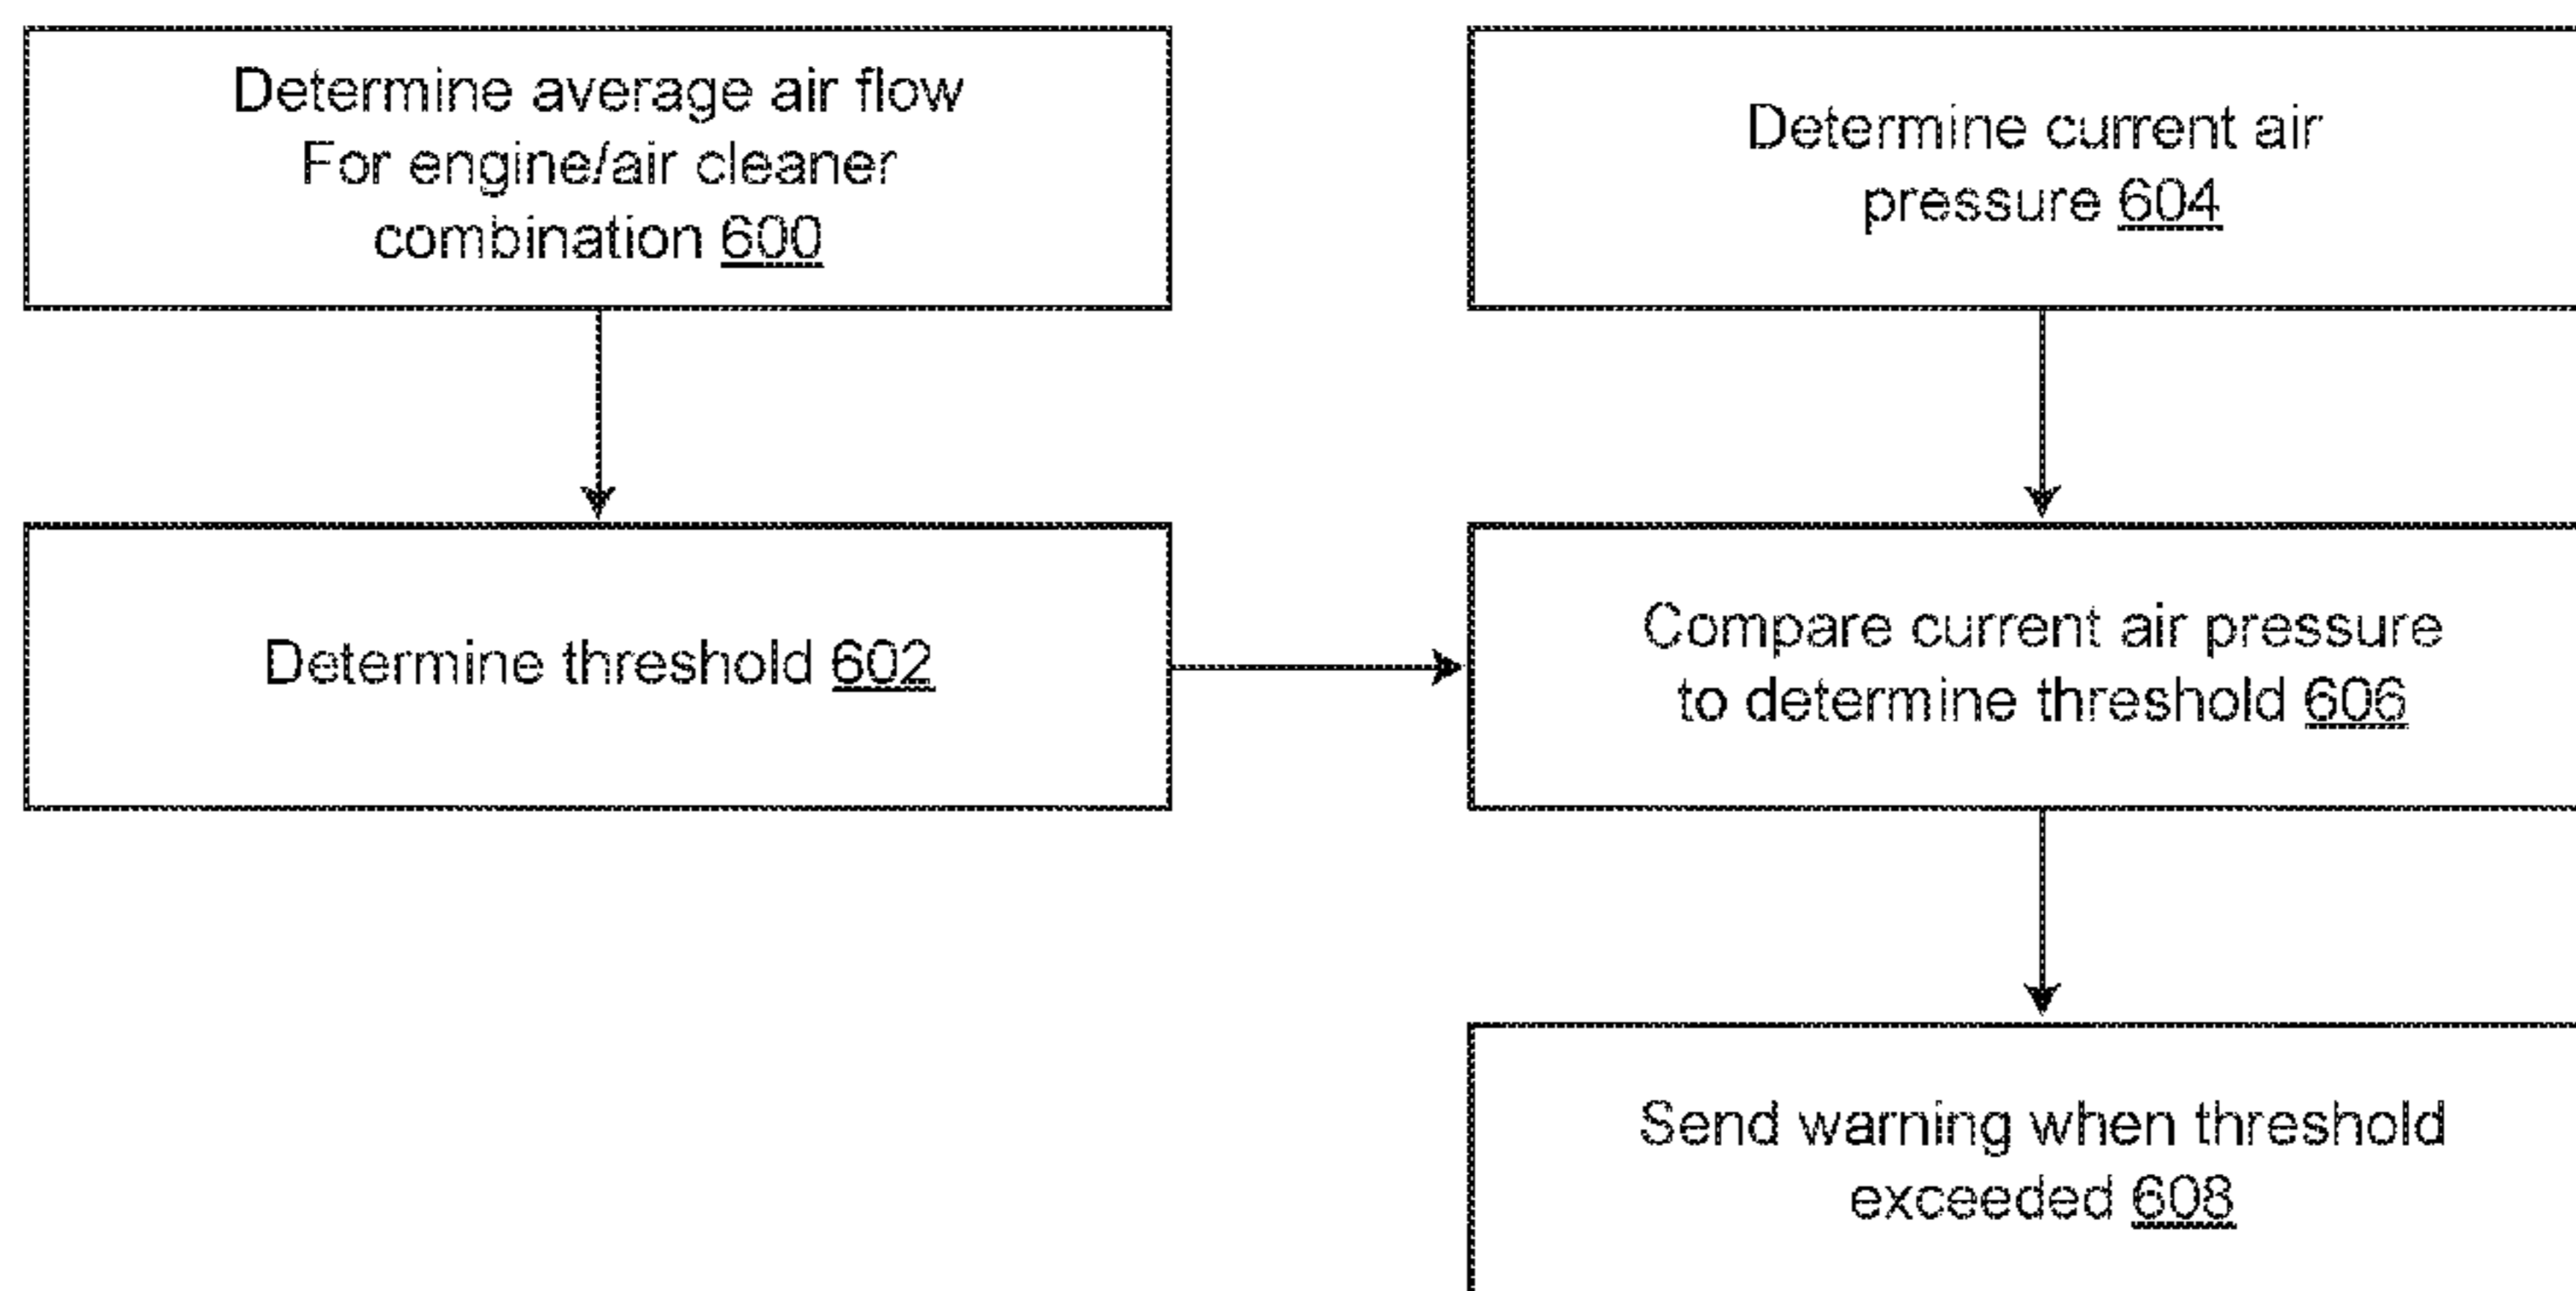 Determine average air flow
For engine/air cleaner
combination 600
Determine current air
pressure 604
Determine threshold 602
Compare current air pressure
to determine threshold 606
Send warning when threshold
exceeded 608